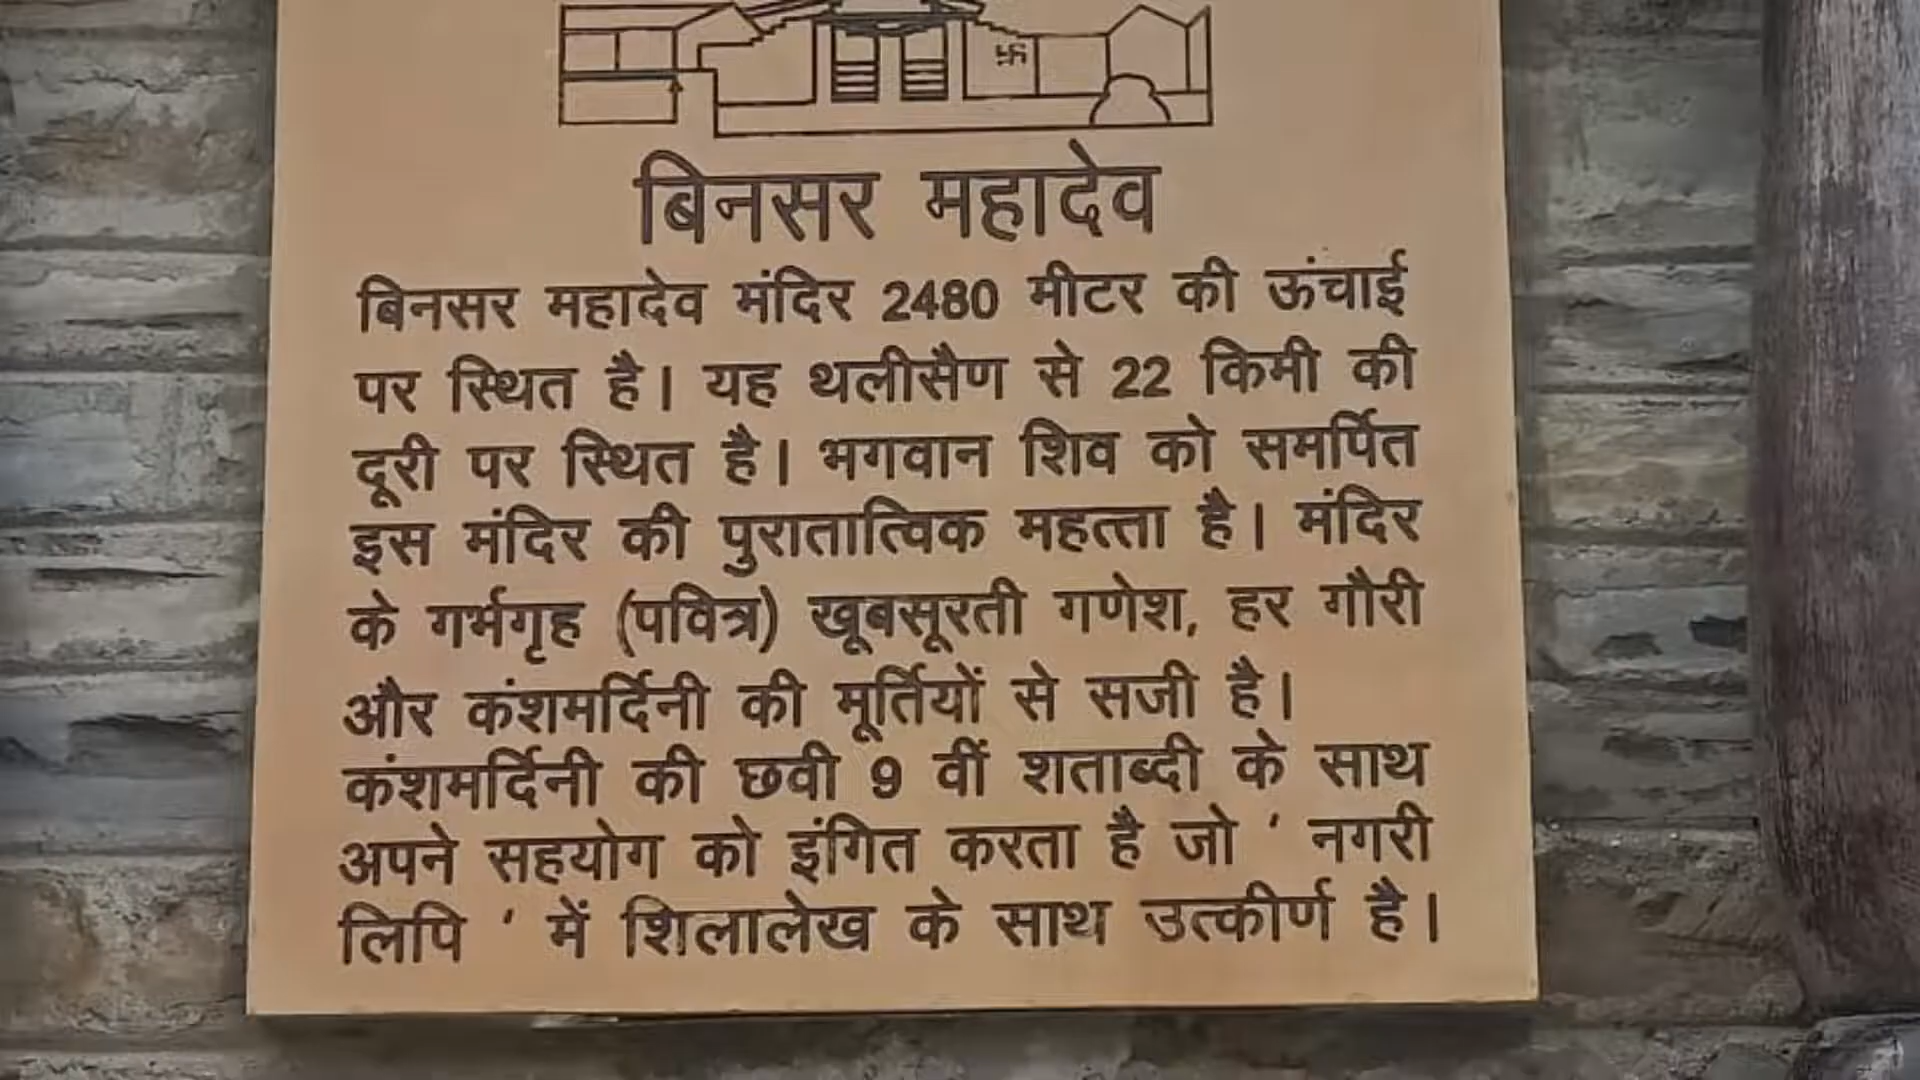 बिनसर महादेव
बिनसर महादेव मंदिर 2480 मीटर की ऊंचाई
पर स्थित है। यह थलीसैण से 22 किमी की
दूरी पर स्थित है। भगवान शिव को समर्पित
इस मंदिर की पुरातात्विक महत्ता है। मंदिर
के गर्भगृह (पवित्र) खूबसूरती गणेश, हर गौरी
और कंशमर्दिनी की मूर्तियों से सजी है।
कंशमर्दिनी की छवी 9 वीं शताब्दी के साथ
अपने सहयोग को इंगित करता है जो ' नगरी
लिपि ' में शिलालेख के साथ उत्कीर्ण है।